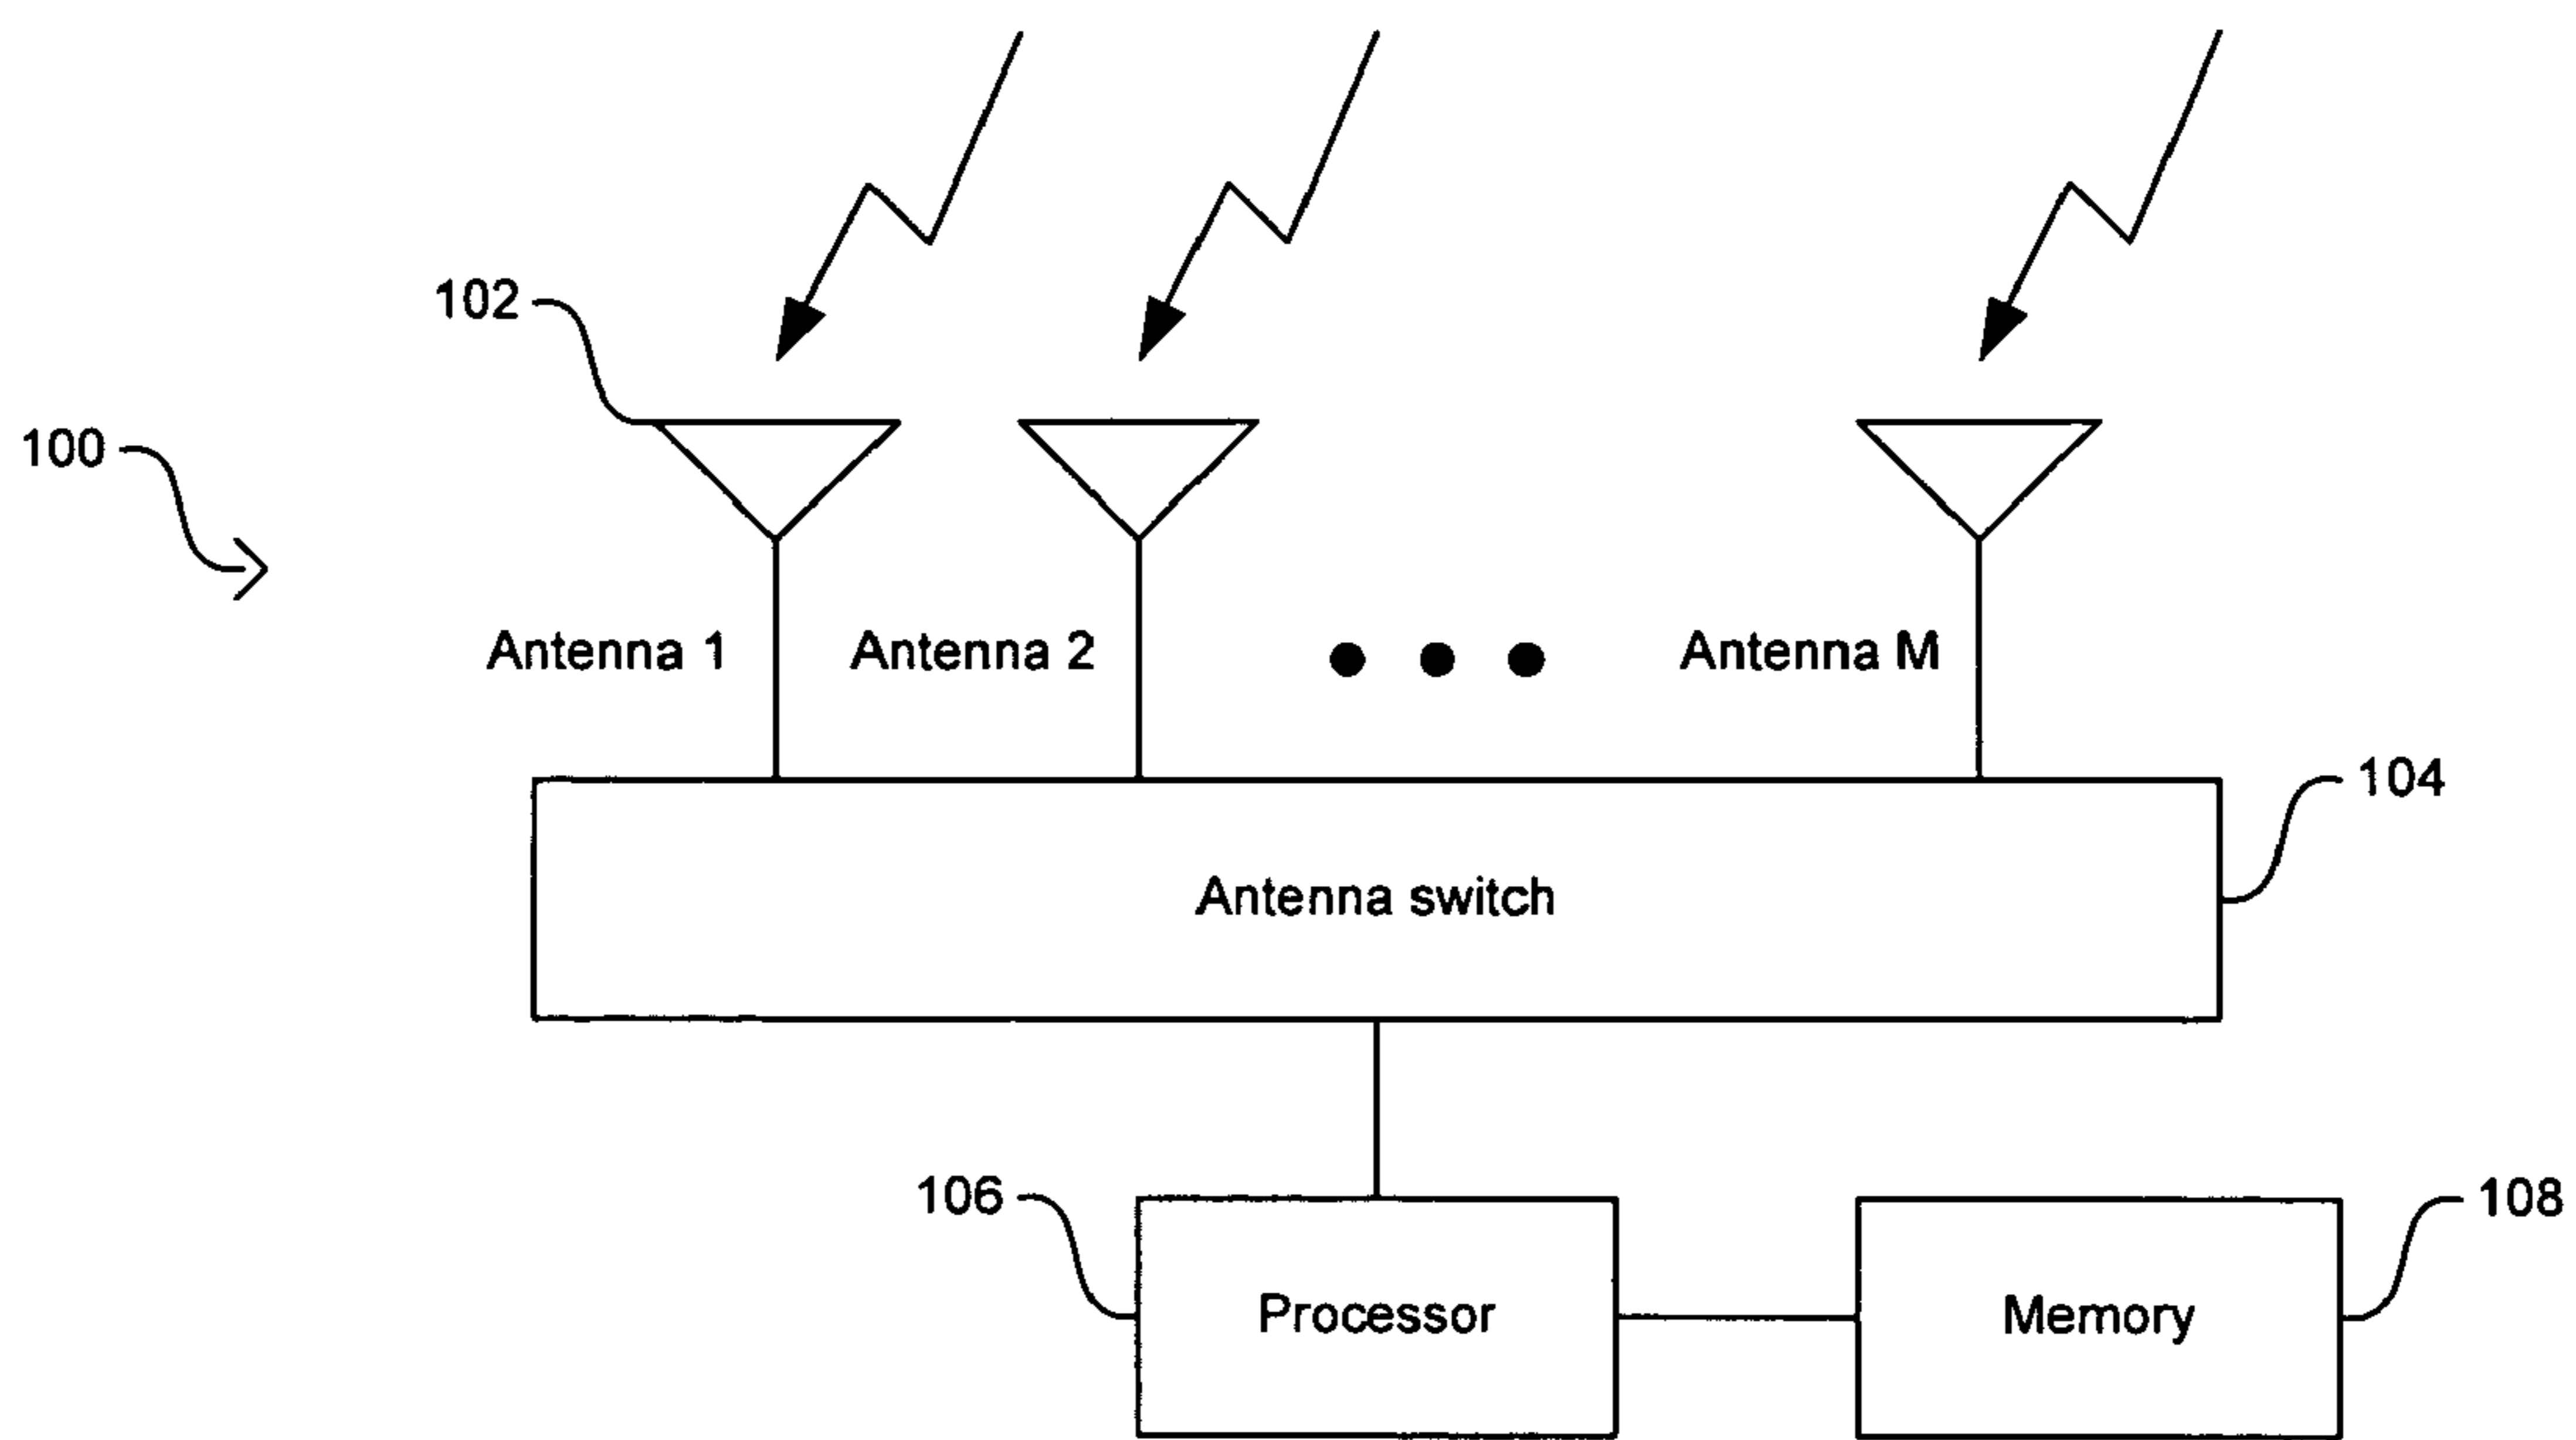 102
100
Antenna 1
Antenna 2
Antenna M
104
Antenna switch
106
108
Processor
Memory